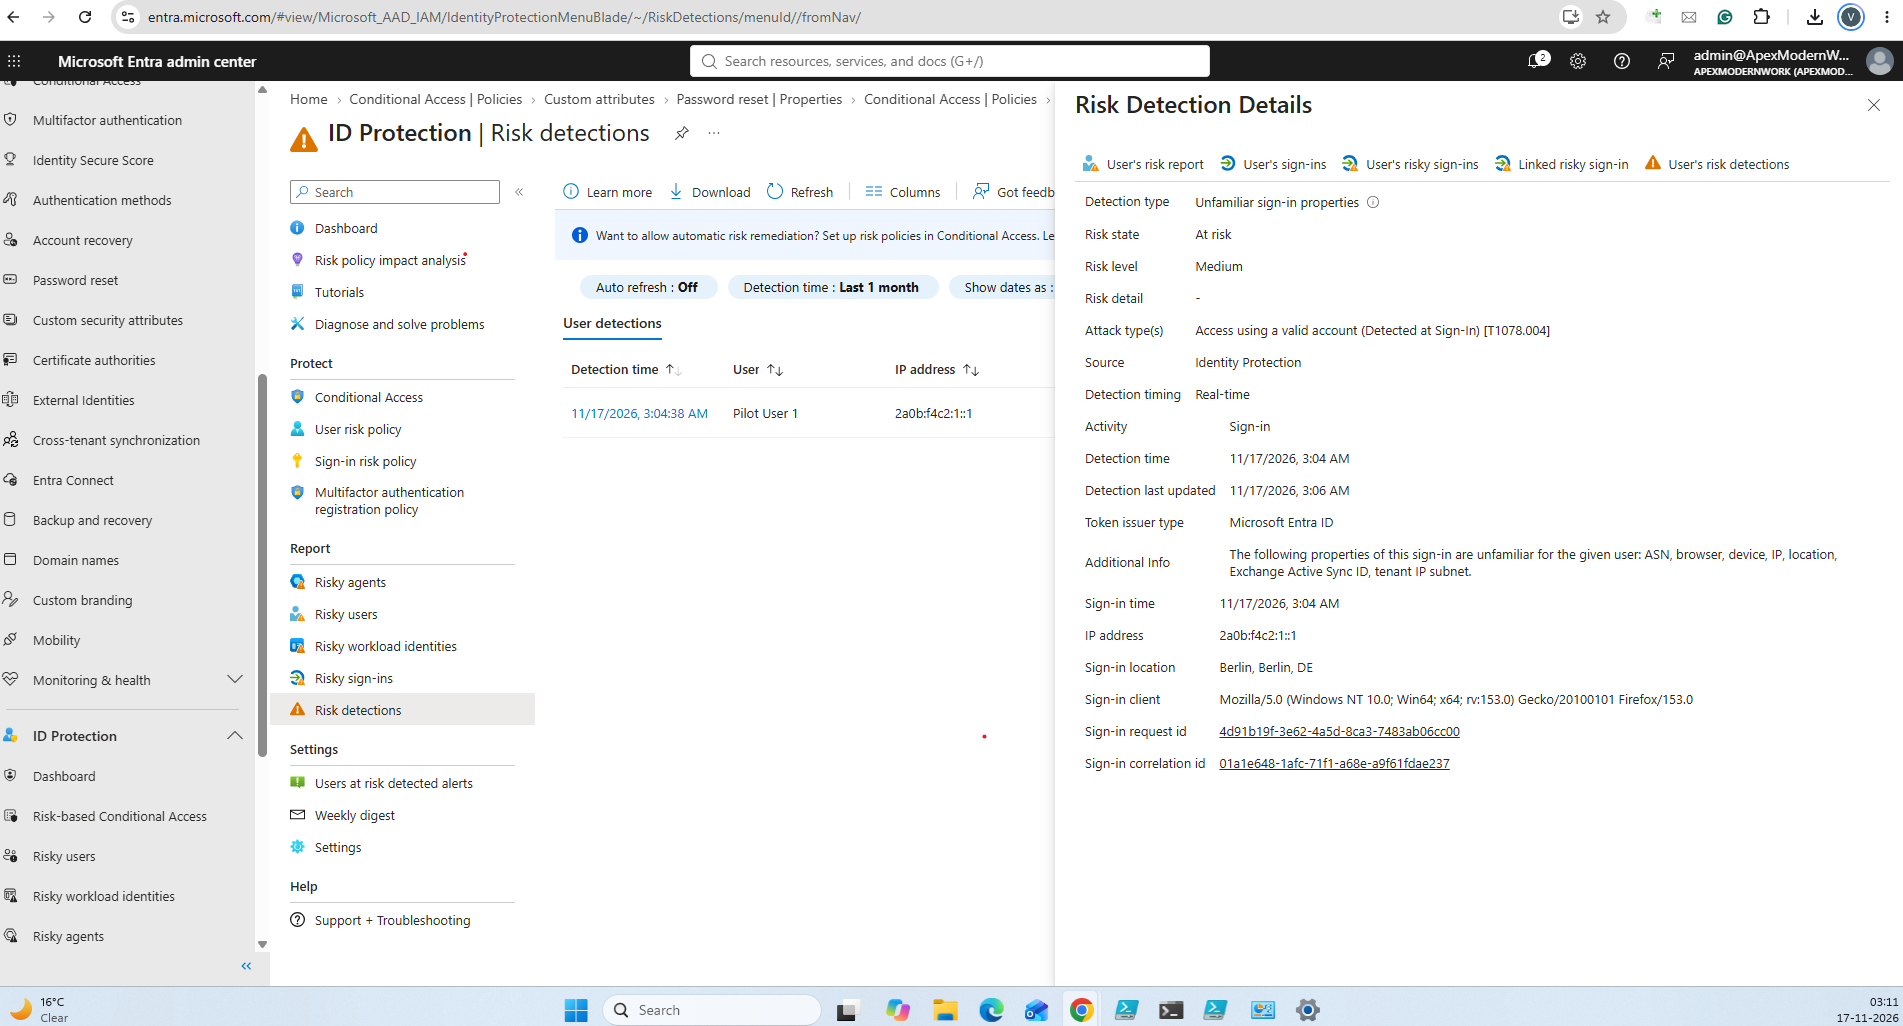 entra.microsoft.com/#view/Microsoft_AAD_IAM/IdentityProtectionMenuBlade/~/RiskDetections/menuId//fromNav/
V
Microsoft Entra admin center
Search resources, services, and docs (G+/)
2
admin@ApexModernW...
APEXMODERNWORK (APEXMOD...
Conditional Access
Multifactor authentication
Identity Secure Score
Authentication methods
Account recovery
Password reset
Custom security attributes
Certificate authorities
External Identities
Cross-tenant synchronization
Entra Connect
Backup and recovery
Domain names
Custom branding
Mobility
Monitoring & health
ID Protection
Dashboard
Risk-based Conditional Access
Risky users
Risky workload identities
Risky agents
Home > Conditional Access | Policies > Custom attributes > Password reset | Properties > Conditional Access | Policies >
ID Protection | Risk detections
Search
Dashboard
Risk policy impact analysis
Tutorials
Diagnose and solve problems
Protect
Conditional Access
User risk policy
Sign-in risk policy
Multifactor authentication
registration policy
Report
Risky agents
Risky users
Risky workload identities
Risky sign-ins
Risk detections
Settings
Users at risk detected alerts
Weekly digest
Settings
Help
Support + Troubleshooting
Learn more Download Refresh Columns Got feedb
Want to allow automatic risk remediation? Set up risk policies in Conditional Access. Le
Auto refresh : Off Detection time : Last 1 month Show dates as :
User detections
Detection time User IP address
11/17/2026, 3:04:38 AM Pilot User 1 2a0b:f4c2:1::1
Risk Detection Details
User's risk report User's sign-ins User's risky sign-ins Linked risky sign-in User's risk detections
Detection type Unfamiliar sign-in properties
Risk state At risk
Risk level Medium
Risk detail -
Attack type(s) Access using a valid account (Detected at Sign-In) [T1078.004]
Source Identity Protection
Detection timing Real-time
Activity Sign-in
Detection time 11/17/2026, 3:04 AM
Detection last updated 11/17/2026, 3:06 AM
Token issuer type Microsoft Entra ID
Additional Info The following properties of this sign-in are unfamiliar for the given user: ASN, browser, device, IP, location,
Exchange Active Sync ID, tenant IP subnet.
Sign-in time 11/17/2026, 3:04 AM
IP address 2a0b:f4c2:1::1
Sign-in location Berlin, Berlin, DE
Sign-in client Mozilla/5.0 (Windows NT 10.0; Win64; x64; rv:153.0) Gecko/20100101 Firefox/153.0
Sign-in request id 4d91b19f-3e62-4a5d-8ca3-7483ab06cc00
Sign-in correlation id 01a1e648-1afc-71f1-a68e-a9f61fdae237
16°C
Clear
Search
03:11
17-11-2026